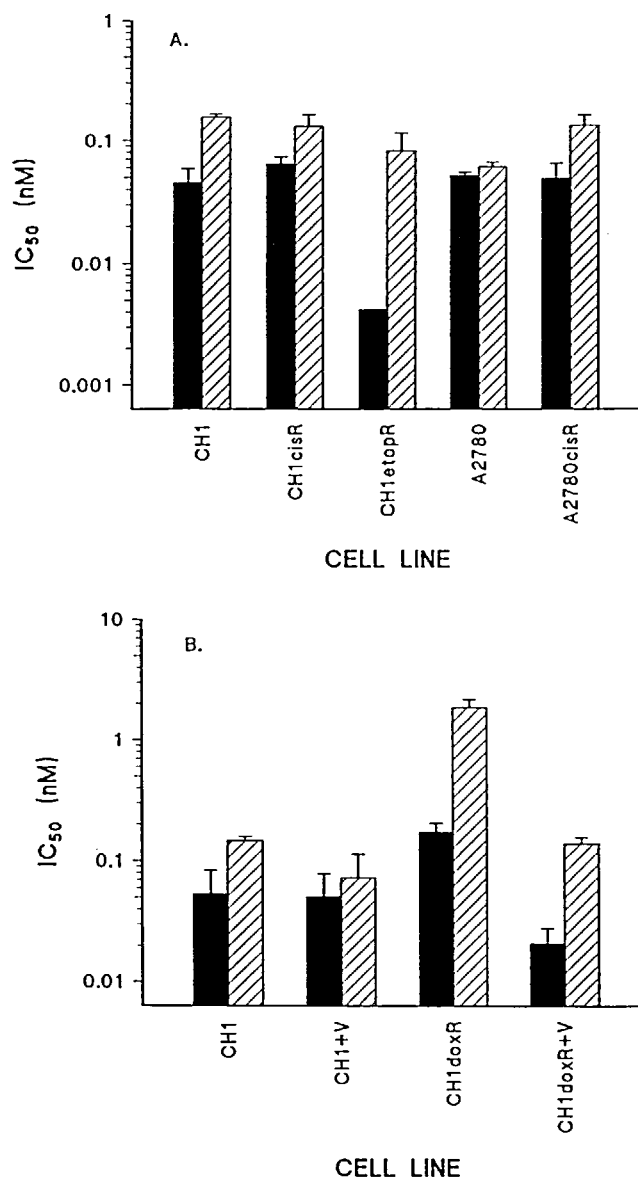 A.
1
0.1
0.01
0.001
IC50 (nM)
CH1
CH1cisR
CH1etopR
A2780
A2780cisR
CELL LINE
B.
10
1
0.1
0.01
IC50 (nM)
CH1
CH1+V
CH1doxR
CH1doxR+V
CELL LINE